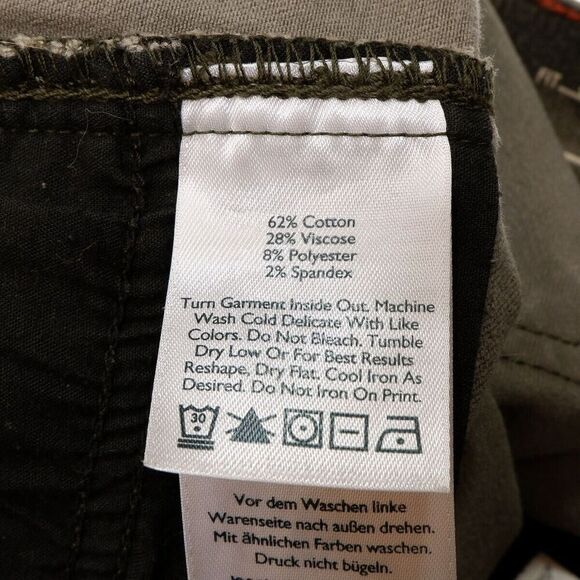 62% Cotton
28% Viscose
8% Polyester
2% Spandex
Turn Garment Inside Out. Machine
Wash Cold Delicate With Like
Colors. Do Not Bleach. Tumble
Dry Low Or For Best Results
Reshape, Dry Flat. Cool Iron As
Desired. Do Not Iron On Print.
30
Vor dem Waschen linke
Warenseite nach außen drehen.
Mit ähnlichen Farben waschen.
Druck nicht bügeln.